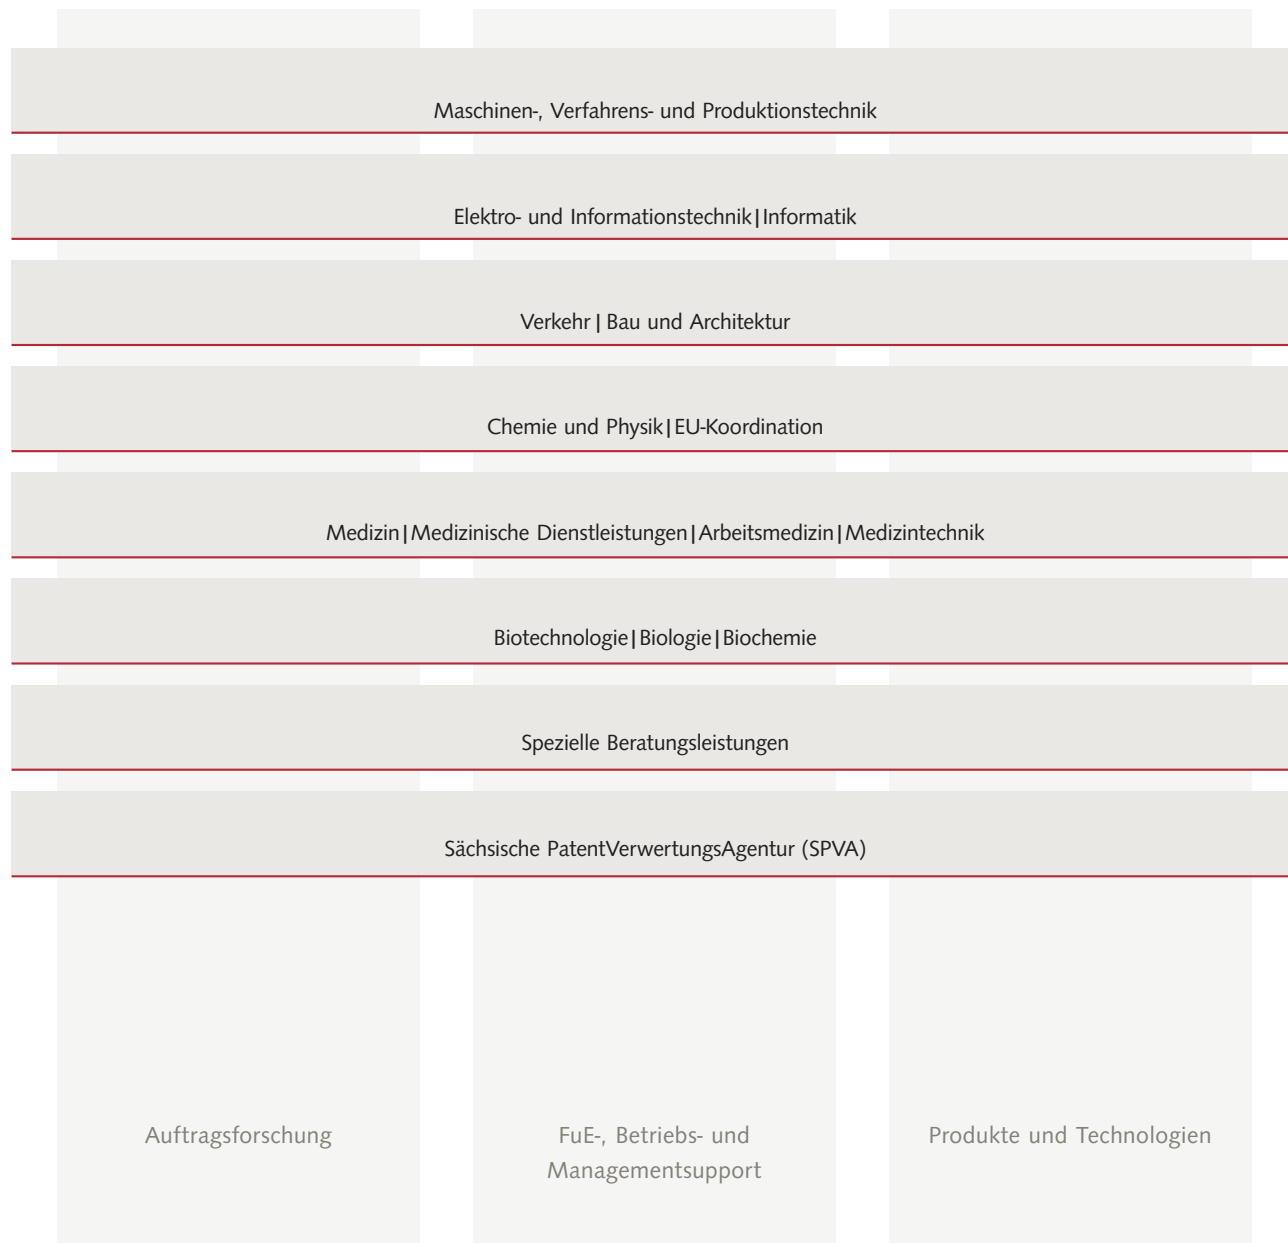 Maschinen-, Verfahrens- und Produktionstechnik
Elektro- und Informationstechnik|Informatik
Verkehr | Bau und Architektur
Chemie und Physik|EU-Koordination
Medizin|Medizinische Dienstleistungen|Arbeitsmedizin|Medizintechnik
Biotechnologie|Biologie|Biochemie
Spezielle Beratungsleistungen
Sächsische PatentVerwertungsAgentur (SPVA)
Auftragsforschung
FuE-, Betriebs- und
Managementsupport
Produkte und Technologien